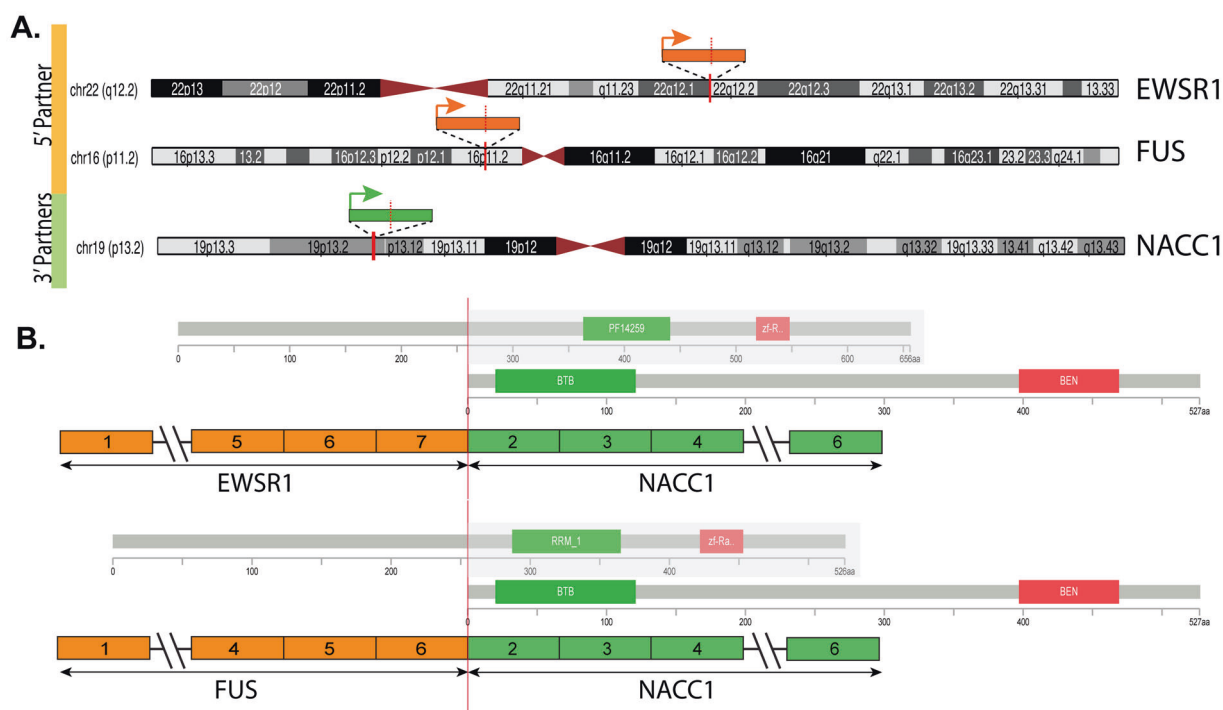 A.
5' Partner
3' Partners
chr22 (q12.2)
22p13 22p12 22p11.2 22q11.21 q11.23 22q12.1 22q12.2 22q12.3 22q13.1 22q13.2 22q13.31 13.33
EWSR1
chr16 (p11.2)
16p13.3 13.2 16p12.3 p12.2 p12.1 16p11.2 16q11.2 16q12.1 16q12.2 16q21 q22.1 16q23.1 23.2 23.3 q24.1
FUS
chr19 (p13.2)
19p13.3 19p13.2 p13.12 19p13.11 19p12 19q12 19q13.11 q13.12 19q13.2 q13.32 19q13.33 13.41 q13.42 q13.43
NACC1
B.
PF14259 zf-R..
0 100 200 300 400 500 600 656aa
BTB BEN
0 100 200 300 400 527aa
1 5 6 7 2 3 4 6
EWSR1 NACC1
RRM_1 zf-Ra..
0 100 200 300 400 526aa
BTB BEN
0 100 200 300 400 527aa
1 4 5 6 2 3 4 6
FUS NACC1